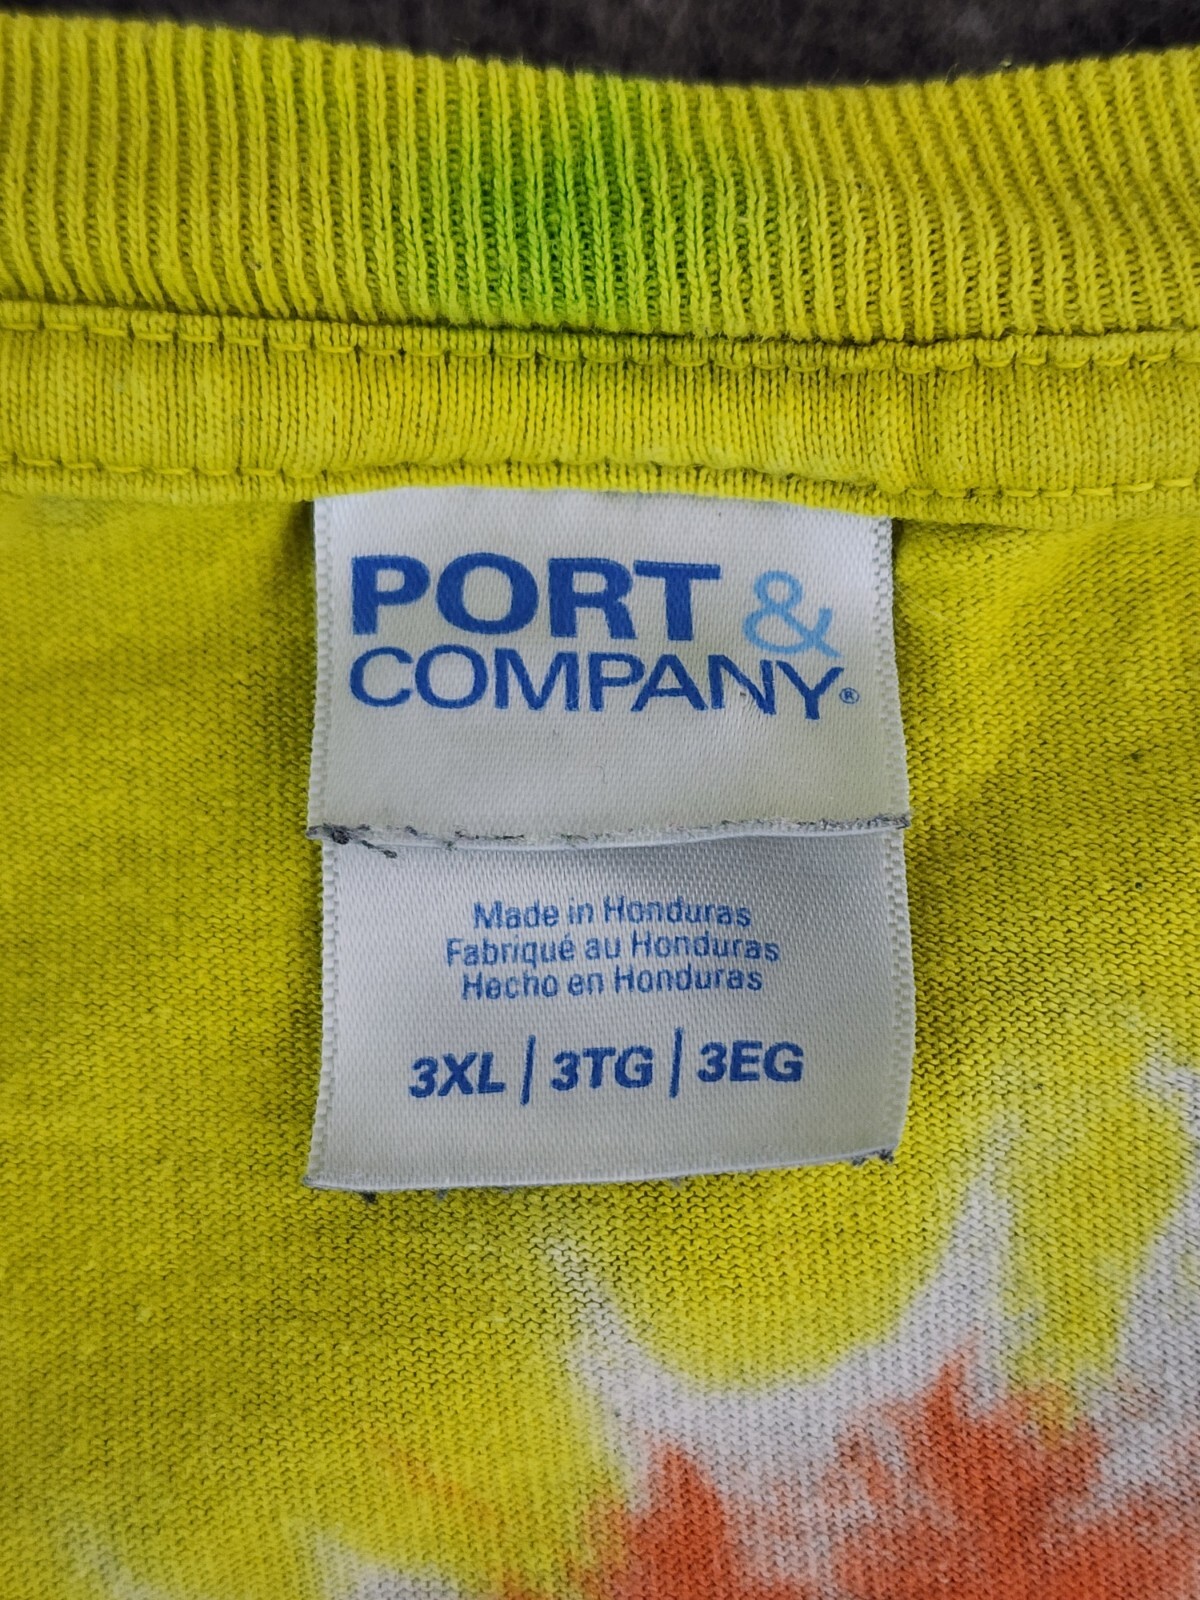 PORT &
COMPANY®
Made in Honduras
Fabriqué au Honduras
Hecho en Honduras
3XL | 3TG | 3EG